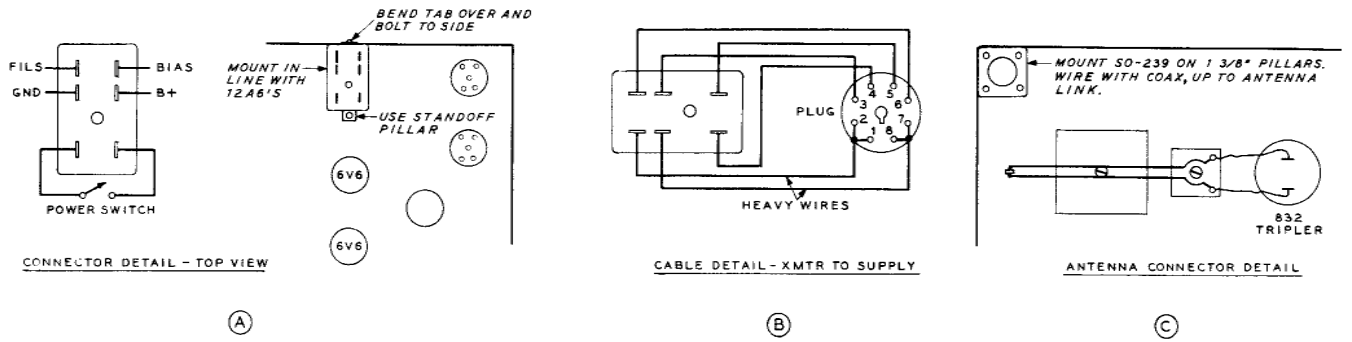 BEND TAB OVER AND
BOLT TO SIDE
FILS
BIAS
GND
B+
MOUNT IN
LINE WITH
12A6'S
USE STANDOFF
PILLAR
6V6
6V6
POWER SWITCH
CONNECTOR DETAIL - TOP VIEW
A
PLUG
3
4
5
6
2
7
1
8
HEAVY WIRES
CABLE DETAIL - XMTR TO SUPPLY
B
MOUNT SO-239 ON 1 3/8" PILLARS.
WIRE WITH COAX, UP TO ANTENNA
LINK.
832
TRIPLER
ANTENNA CONNECTOR DETAIL
C